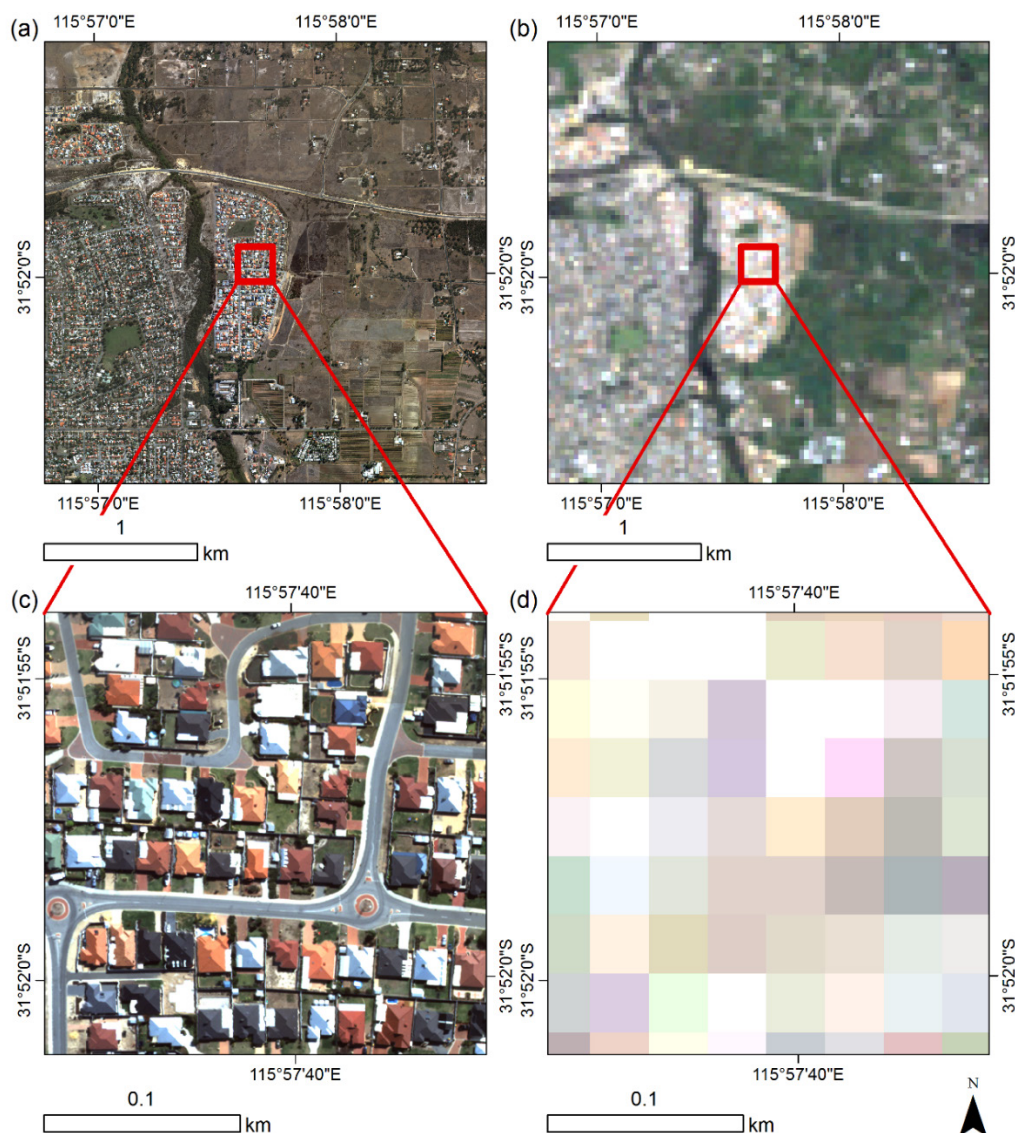 115°57'0"E 115°58'0"E 115°57'0"E 115°58'0"E
(a) (b)
31°52'0"S 31°52'0"S 31°52'0"S 31°52'0"S
115°57'0"E 115°58'0"E 115°57'0"E 115°58'0"E
1 1
km km
(c) 115°57'40"E (d) 115°57'40"E
31°51'55"S 31°51'55"S 31°51'55"S 31°51'55"S
31°52'0"S 31°52'0"S 31°52'0"S 31°52'0"S
115°57'40"E 115°57'40"E
0.1 0.1 N
km km